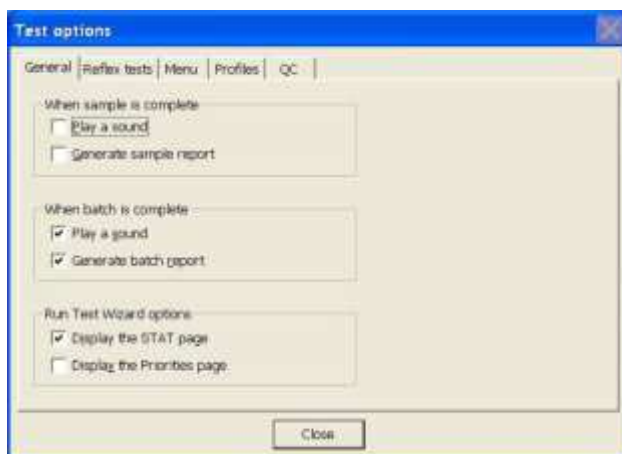 Test options
General Reflex tests Menu Profiles QC
When sample is complete
Play a sound
Generate sample report
When batch is complete
Play a sound
Generate batch report
Run Test Wizard options
Display the STAT page
Display the Priorities page
Close